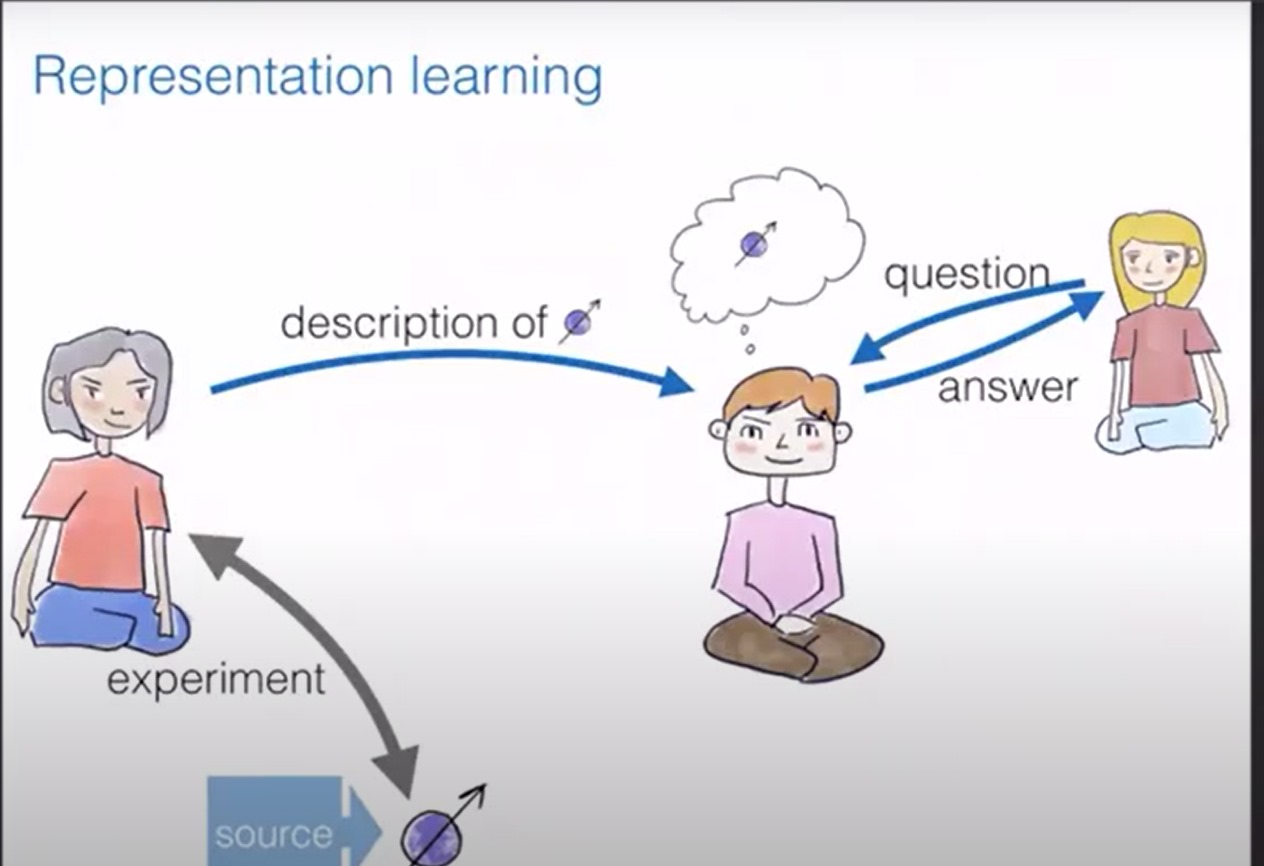 Representation learning
question
description of
answer
experiment
source